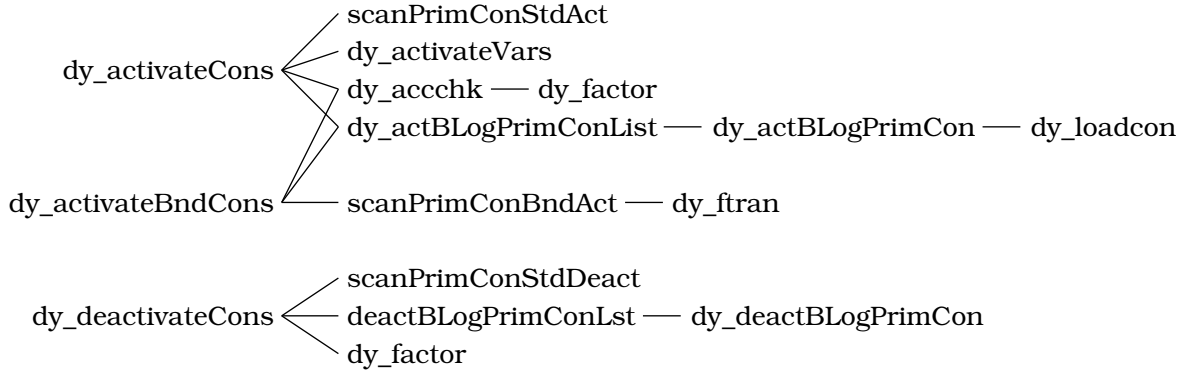 scanPrimConStdAct
dy_activateVars
dy_activateCons
dy_accchk dy_factor
dy_actBLogPrimConList dy_actBLogPrimCon dy_loadcon
dy_activateBndCons scanPrimConBndAct dy_ftran
scanPrimConStdDeact
dy_deactivateCons deactBLogPrimConLst dy_deactBLogPrimCon
dy_factor